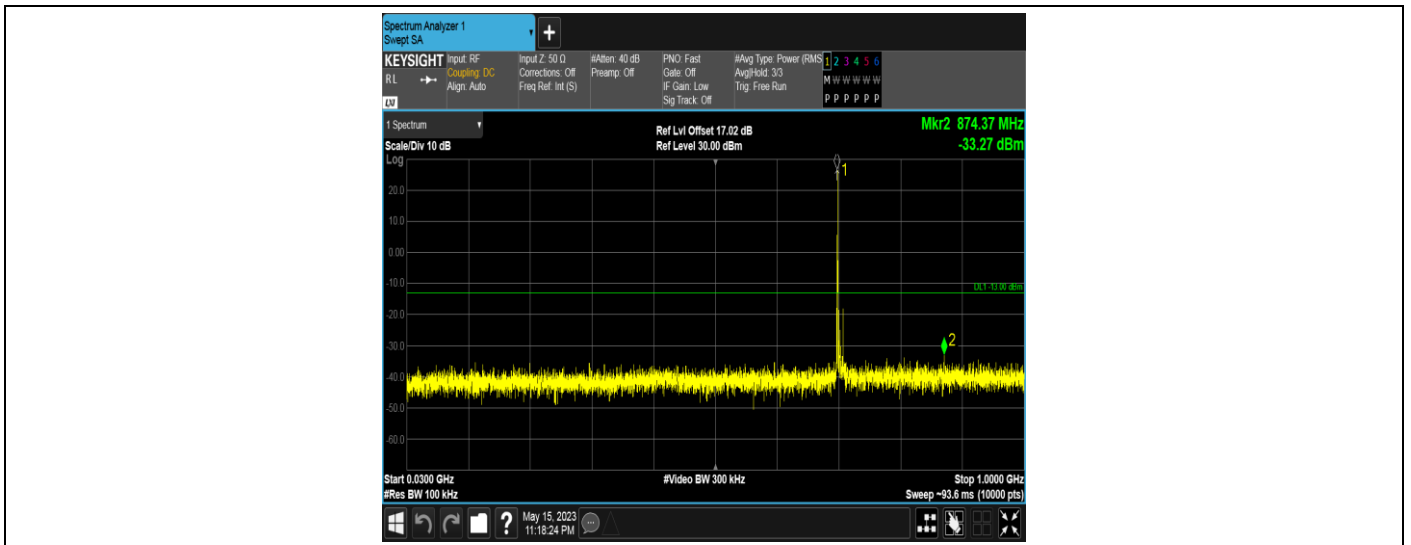 Spectrum Analyzer 1
Swept SA
+
KEYSIGHT
RL
LXI
Input: RF
Coupling: DC
Align: Auto
Input Z: 50 Ω
Corrections: Off
Freq Ref: Int (S)
#Atten: 40 dB
Preamp: Off
PNO: Fast
Gate: Off
IF Gain: Low
Sig Track: Off
#Avg Type: Power (RMS
Avg|Hold: 3/3
Trig: Free Run
1 2 3 4 5 6
M W W W W W
P P P P P P
1 Spectrum
Scale/Div 10 dB
Log
Ref Lvl Offset 17.02 dB
Ref Level 30.00 dBm
Mkr2 874.37 MHz
-33.27 dBm
1
20.0
10.0
0.00
-10.0
DL1 -13.00 dBm
-20.0
2
-30.0
-40.0
-50.0
-60.0
Start 0.0300 GHz
#Res BW 100 kHz
#Video BW 300 kHz
Stop 1.0000 GHz
Sweep ~93.6 ms (10000 pts)
?
May 15, 2023
11:18:24 PM